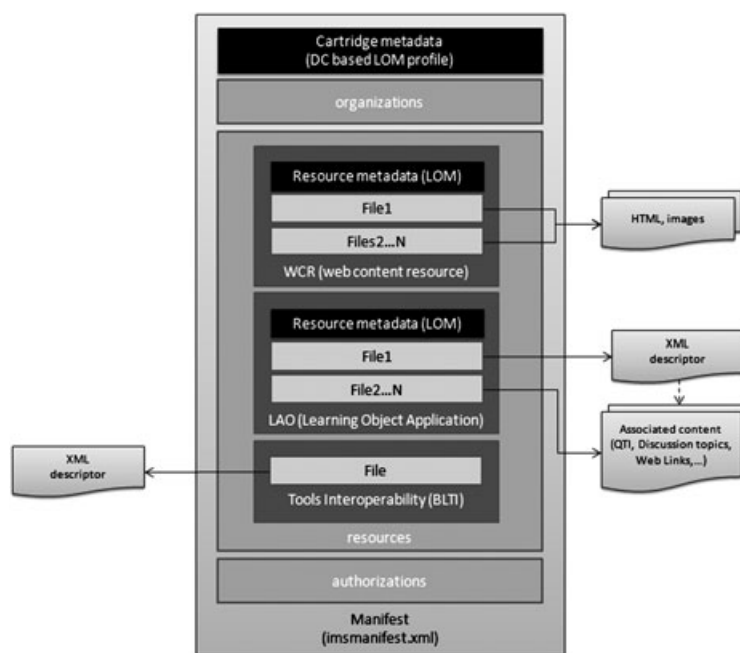 Cartridge metadata
(DC based LOM profile)
organizations
Resource metadata (LOM)
File1
Files2...N
WCR (web content resource)
HTML, images
Resource metadata (LOM)
File1
File2...N
LAO (Learning Object Application)
XML
descriptor
Associated content
(QTI, Discussion topics,
Web Links,...)
File
Tools Interoperability (BLTI)
XML
descriptor
resources
authorizations
Manifest
(imsmanifest.xml)